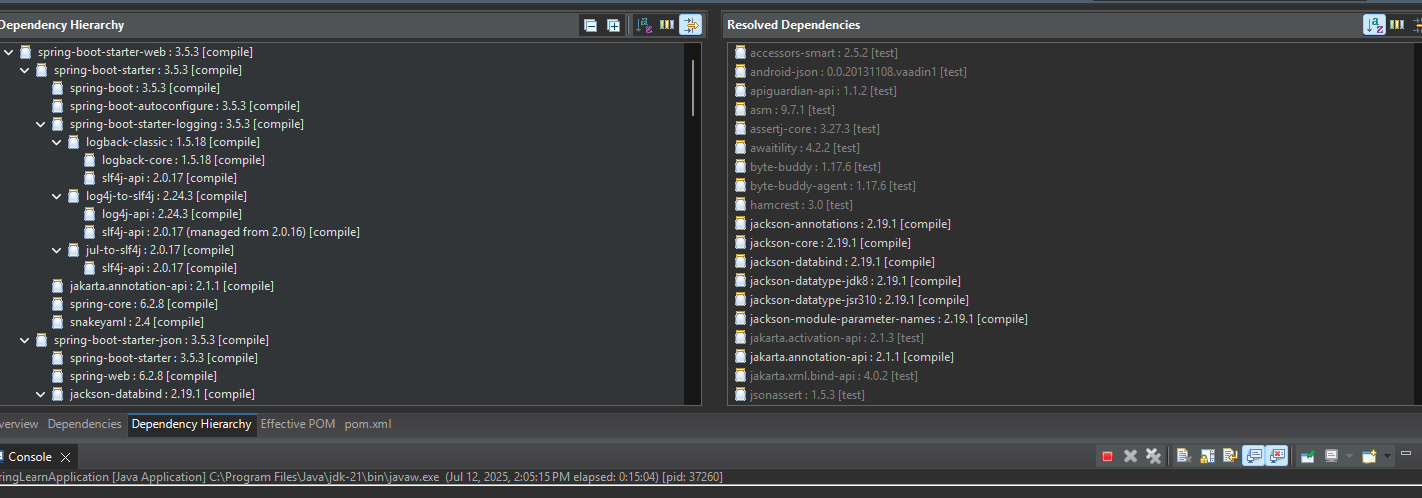 Dependency Hierarchy
spring-boot-starter-web : 3.5.3 [compile]
spring-boot-starter : 3.5.3 [compile]
spring-boot : 3.5.3 [compile]
spring-boot-autoconfigure : 3.5.3 [compile]
spring-boot-starter-logging : 3.5.3 [compile]
logback-classic : 1.5.18 [compile]
logback-core : 1.5.18 [compile]
slf4j-api : 2.0.17 [compile]
log4j-to-slf4j : 2.24.3 [compile]
log4j-api : 2.24.3 [compile]
slf4j-api : 2.0.17 (managed from 2.0.16) [compile]
jul-to-slf4j : 2.0.17 [compile]
slf4j-api : 2.0.17 [compile]
jakarta.annotation-api : 2.1.1 [compile]
spring-core : 6.2.8 [compile]
snakeyaml : 2.4 [compile]
spring-boot-starter-json : 3.5.3 [compile]
spring-boot-starter : 3.5.3 [compile]
spring-web : 6.2.8 [compile]
jackson-databind : 2.19.1 [compile]
Resolved Dependencies
accessors-smart : 2.5.2 [test]
android-json : 0.0.20131108.vaadin1 [test]
apiguardian-api : 1.1.2 [test]
asm : 9.7.1 [test]
assertj-core : 3.27.3 [test]
awaitility : 4.2.2 [test]
byte-buddy : 1.17.6 [test]
byte-buddy-agent : 1.17.6 [test]
hamcrest : 3.0 [test]
jackson-annotations : 2.19.1 [compile]
jackson-core : 2.19.1 [compile]
jackson-databind : 2.19.1 [compile]
jackson-datatype-jdk8 : 2.19.1 [compile]
jackson-datatype-jsr310 : 2.19.1 [compile]
jackson-module-parameter-names : 2.19.1 [compile]
jakarta.activation-api : 2.1.3 [test]
jakarta.annotation-api : 2.1.1 [compile]
jakarta.xml.bind-api : 4.0.2 [test]
jsonassert : 1.5.3 [test]
verview Dependencies Dependency Hierarchy Effective POM pom.xml
Console
ringLearnApplication [Java Application] C:\Program Files\Java\jdk-21\bin\javaw.exe (Jul 12, 2025, 2:05:15 PM elapsed: 0:15:04) [pid: 37260]